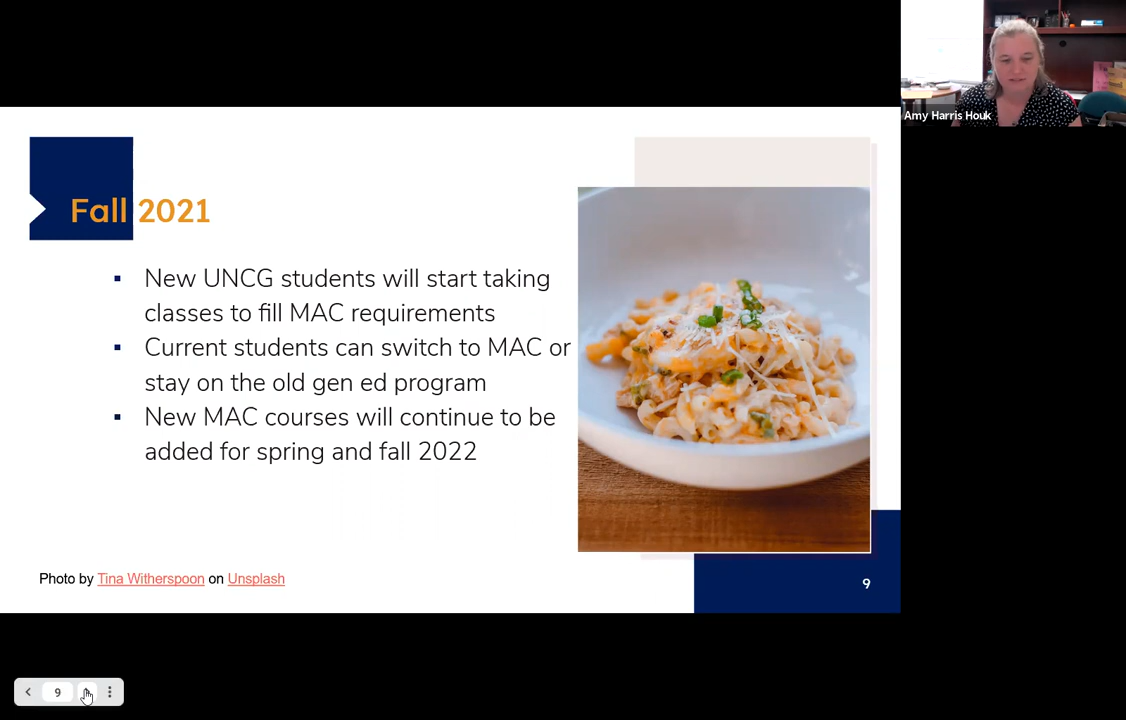 Amy Harris Houk
Fall 2021
▪ New UNCG students will start taking
classes to fill MAC requirements
▪ Current students can switch to MAC or
stay on the old gen ed program
▪ New MAC courses will continue to be
added for spring and fall 2022
Photo by Tina Witherspoon on Unsplash
9
9